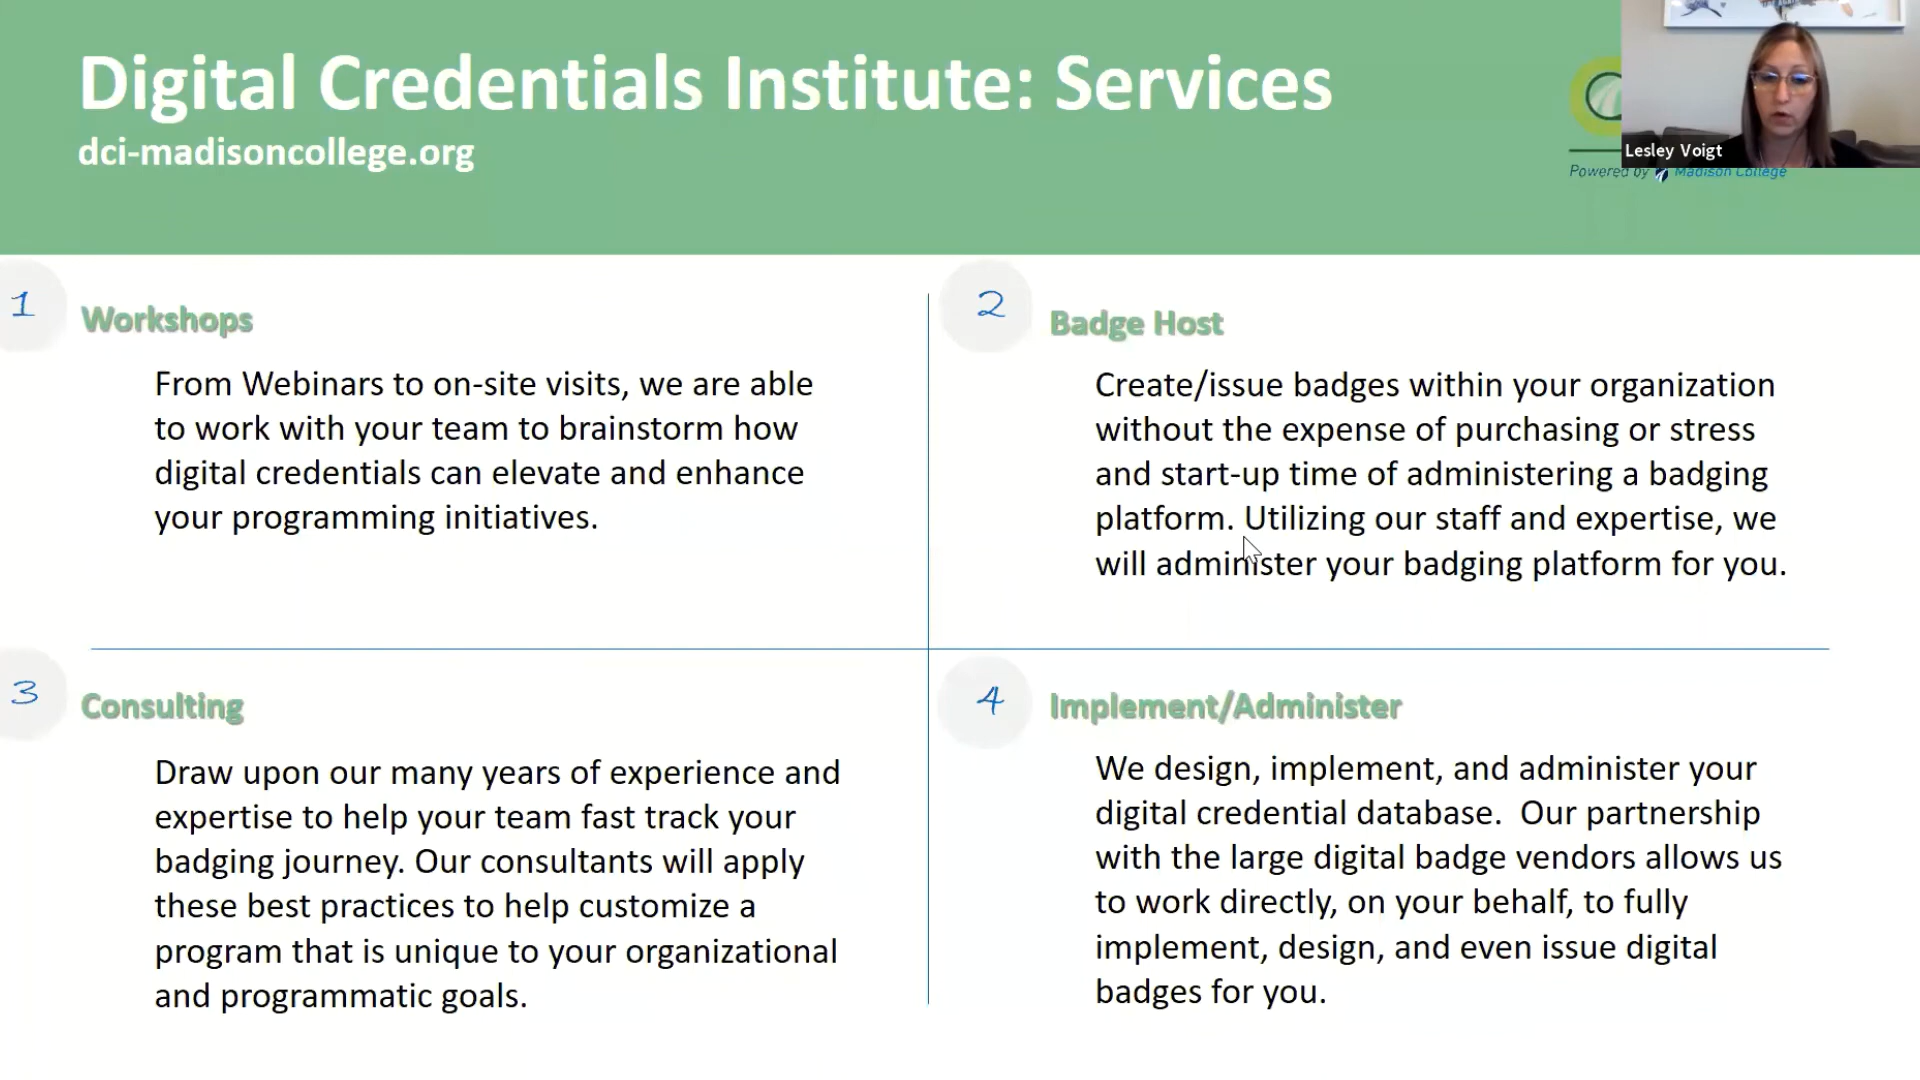 Digital Credentials Institute: Services
dci-madisoncollege.org
Lesley Voigt
Powered by Madison College
1
Workshops
From Webinars to on-site visits, we are able
to work with your team to brainstorm how
digital credentials can elevate and enhance
your programming initiatives.
2
Badge Host
Create/issue badges within your organization
without the expense of purchasing or stress
and start-up time of administering a badging
platform. Utilizing our staff and expertise, we
will administer your badging platform for you.
3
Consulting
Draw upon our many years of experience and
expertise to help your team fast track your
badging journey. Our consultants will apply
these best practices to help customize a
program that is unique to your organizational
and programmatic goals.
4
Implement/Administer
We design, implement, and administer your
digital credential database.  Our partnership
with the large digital badge vendors allows us
to work directly, on your behalf, to fully
implement, design, and even issue digital
badges for you.